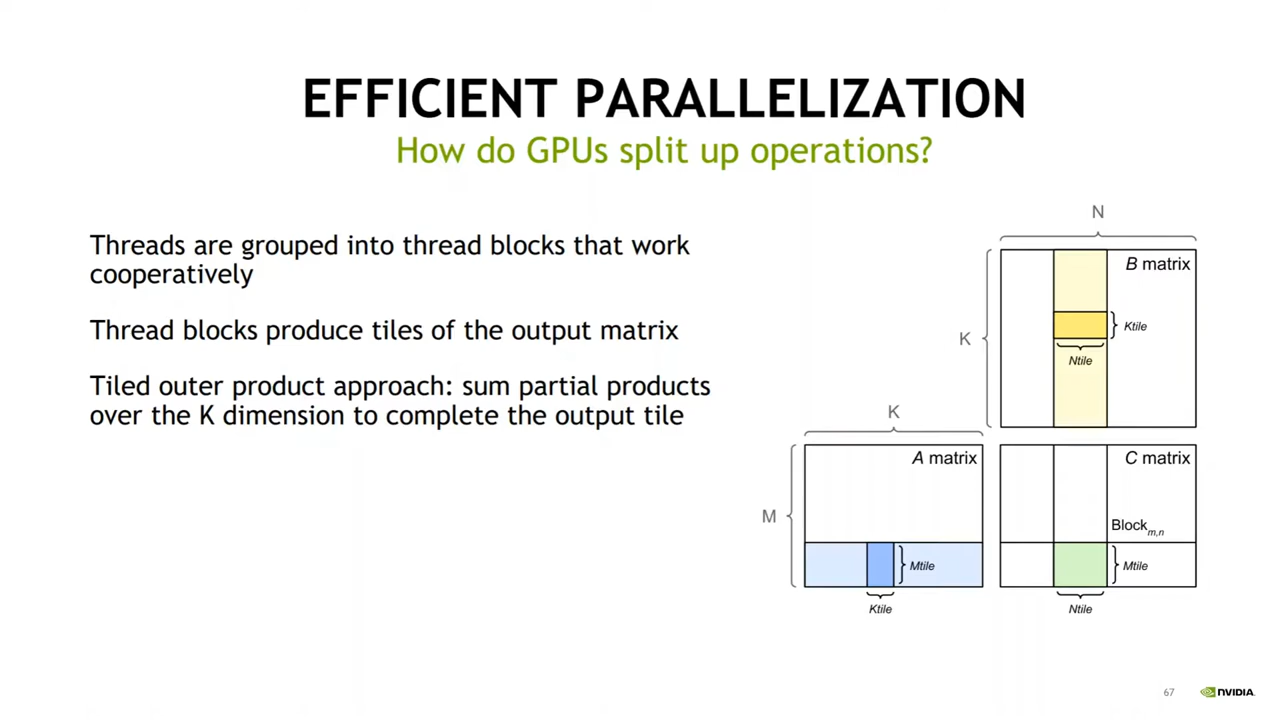 EFFICIENT PARALLELIZATION
How do GPUs split up operations?
Threads are grouped into thread blocks that work
cooperatively
Thread blocks produce tiles of the output matrix
Tiled outer product approach: sum partial products
over the K dimension to complete the output tile
N
B matrix
K
Ktile
Ntile
K
A matrix
C matrix
M
Block m,n
Mtile
Mtile
Ktile
Ntile
67
NVIDIA.